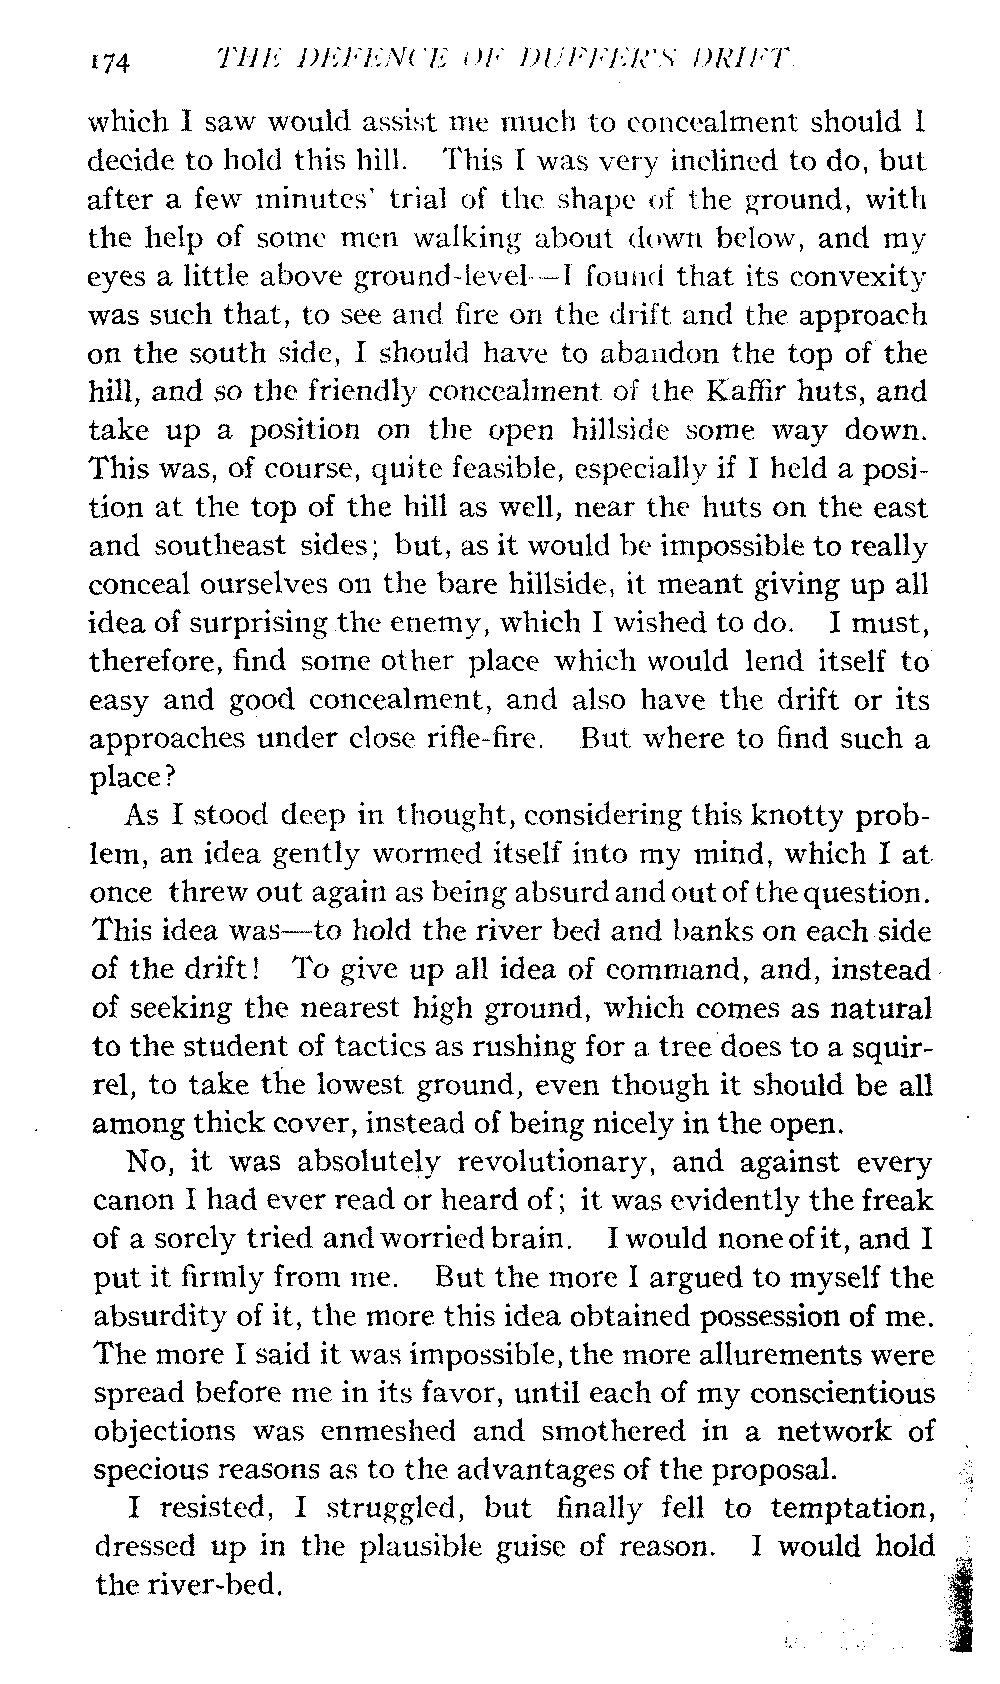 174 THE DEFENCE OF DUFFER'S DRIFT.
which I saw would assist me much to concealment should I
decide to hold this hill. This I was very inclined to do, but
after a few minutes' trial of the shape of the ground, with
the help of some men walking about down below, and my
eyes a little above ground-level—I found that its convexity
was such that, to see and fire on the drift and the approach
on the south side, I should have to abandon the top of the
hill, and so the friendly concealment of the Kaffir huts, and
take up a position on the open hillside some way down.
This was, of course, quite feasible, especially if I held a posi-
tion at the top of the hill as well, near the huts on the east
and southeast sides; but, as it would be impossible to really
conceal ourselves on the bare hillside, it meant giving up all
idea of surprising the enemy, which I wished to do. I must,
therefore, find some other place which would lend itself to
easy and good concealment, and also have the drift or its
approaches under close rifle-fire. But where to find such a
place?
As I stood deep in thought, considering this knotty prob-
lem, an idea gently wormed itself into my mind, which I at
once threw out again as being absurd and out of the question.
This idea was—to hold the river bed and banks on each side
of the drift! To give up all idea of command, and, instead
of seeking the nearest high ground, which comes as natural
to the student of tactics as rushing for a tree does to a squir-
rel, to take the lowest ground, even though it should be all
among thick cover, instead of being nicely in the open.
No, it was absolutely revolutionary, and against every
canon I had ever read or heard of; it was evidently the freak
of a sorely tried and worried brain. I would none of it, and I
put it firmly from me. But the more I argued to myself the
absurdity of it, the more this idea obtained possession of me.
The more I said it was impossible, the more allurements were
spread before me in its favor, until each of my conscientious
objections was enmeshed and smothered in a network of
specious reasons as to the advantages of the proposal.
I resisted, I struggled, but finally fell to temptation,
dressed up in the plausible guise of reason. I would hold
the river-bed.